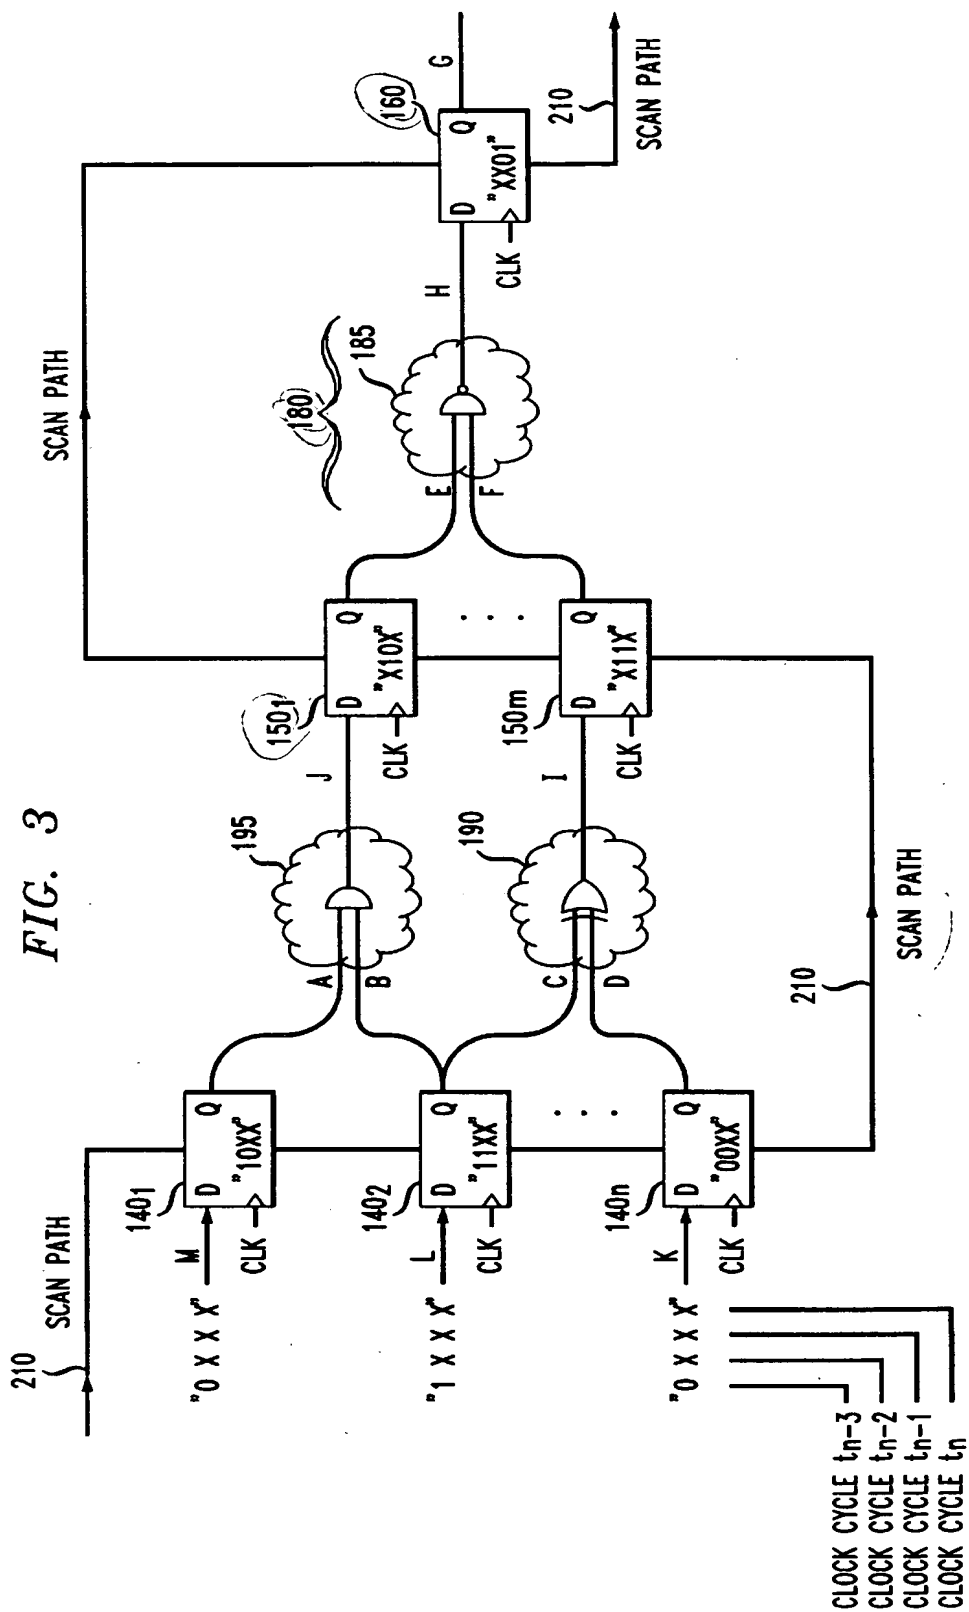 FIG. 3
210
SCAN PATH
SCAN PATH
"0 X X X"
M
140₁
D
Q
"10XX"
CLK
"1 X X X"
L
140₂
D
Q
"11XX"
CLK
"0 X X X"
K
140n
D
Q
"00XX"
CLK
. . .
CLOCK CYCLE tn-3
CLOCK CYCLE tn-2
CLOCK CYCLE tn-1
CLOCK CYCLE tn
A
B
195
J
C
D
190
I
210
SCAN PATH
150₁
D
Q
"X10X"
CLK
. . .
150m
D
Q
"X11X"
CLK
180
E
F
185
H
160
D
Q
"XX01"
CLK
G
210
SCAN PATH